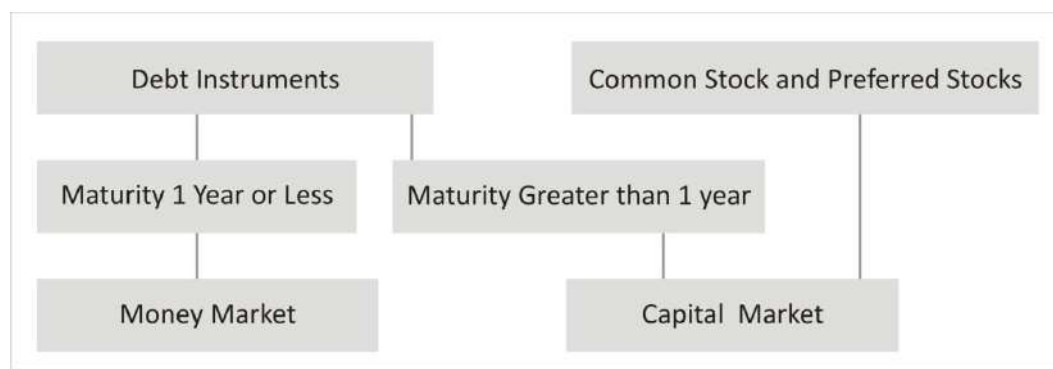 Debt Instruments
Common Stock and Preferred Stocks
Maturity 1 Year or Less
Maturity Greater than 1 year
Money Market
Capital Market